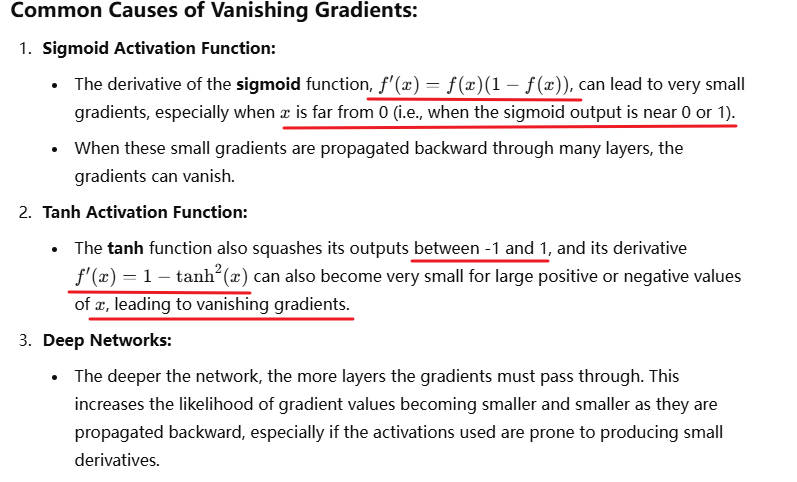 Common Causes of Vanishing Gradients:
1. Sigmoid Activation Function:
• The derivative of the sigmoid function, f′(x) = f(x)(1 − f(x)), can lead to very small
gradients, especially when x is far from 0 (i.e., when the sigmoid output is near 0 or 1).
• When these small gradients are propagated backward through many layers, the
gradients can vanish.
2. Tanh Activation Function:
• The tanh function also squashes its outputs between -1 and 1, and its derivative
f′(x) = 1 − tanh²(x) can also become very small for large positive or negative values
of x, leading to vanishing gradients.
3. Deep Networks:
• The deeper the network, the more layers the gradients must pass through. This
increases the likelihood of gradient values becoming smaller and smaller as they are
propagated backward, especially if the activations used are prone to producing small
derivatives.